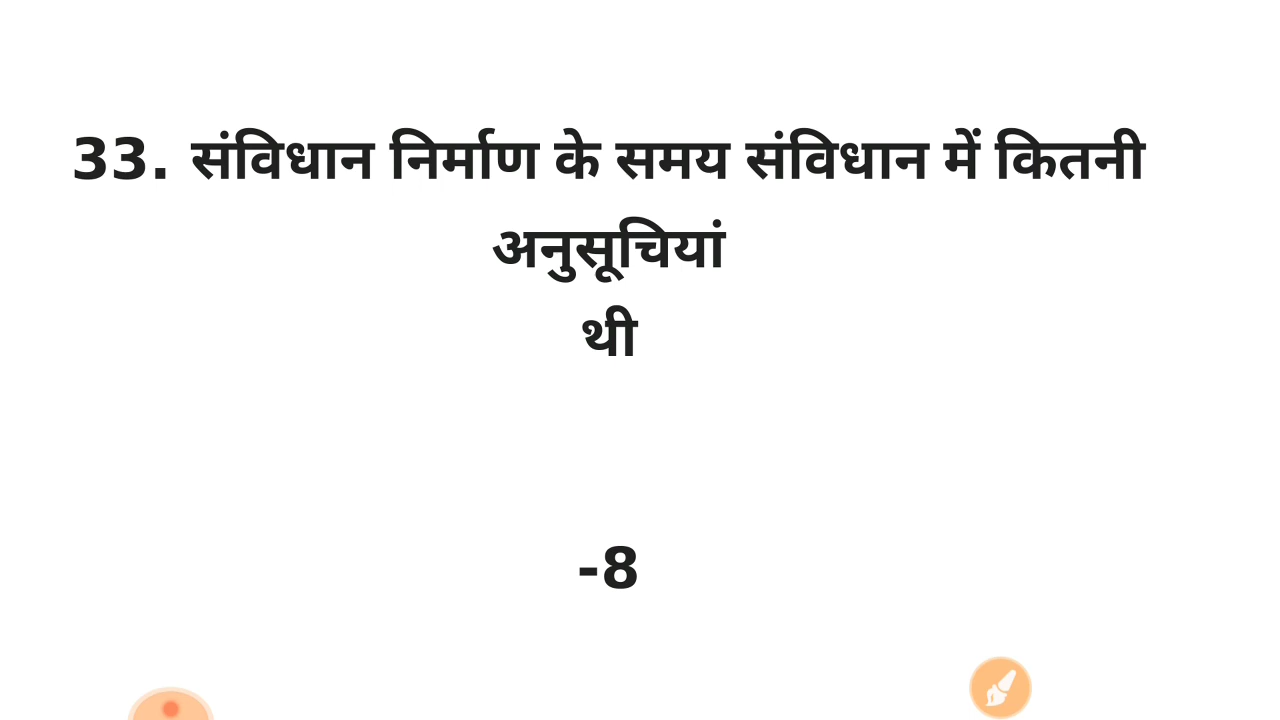 33. संविधान निर्माण के समय संविधान में कितनी
अनुसूचियां
थी
-8